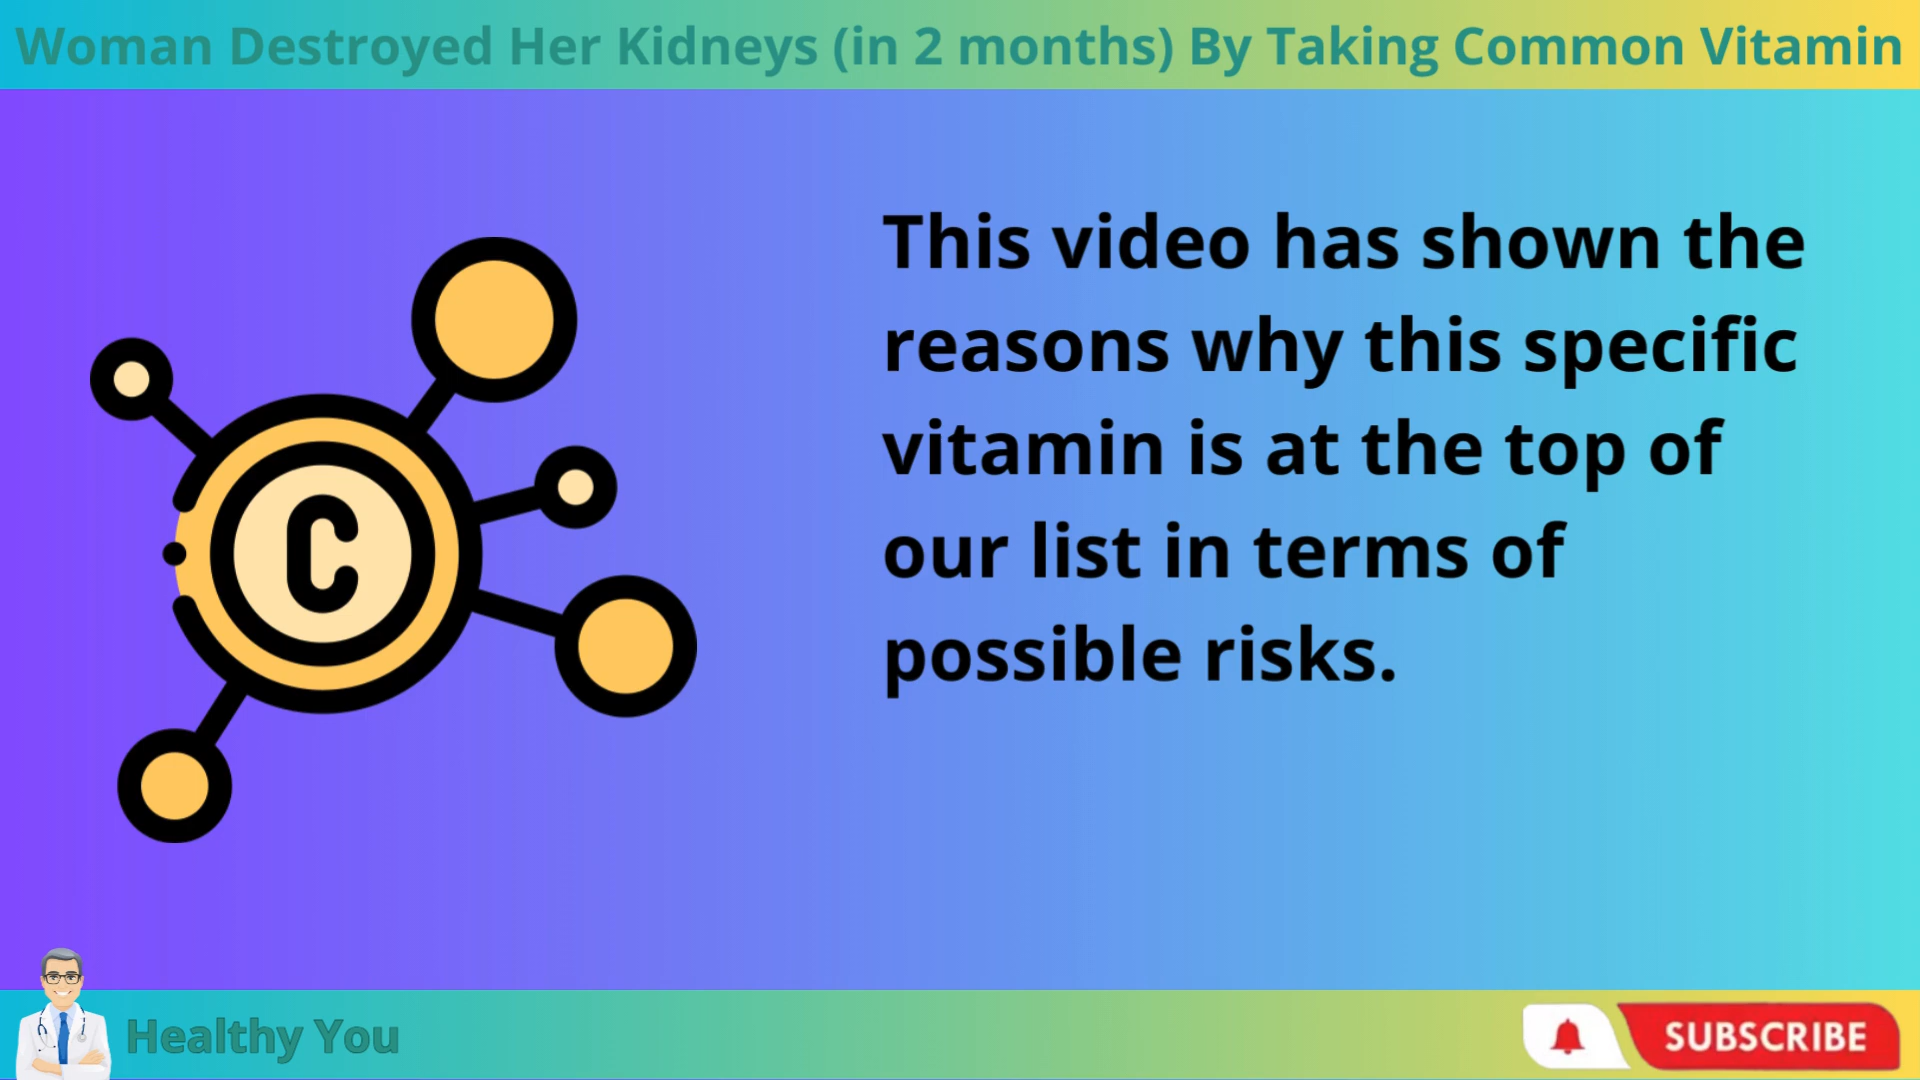 Woman Destroyed Her Kidneys (in 2 months) By Taking Common Vitamin
C
This video has shown the
reasons why this specific
vitamin is at the top of
our list in terms of
possible risks.
Healthy You
SUBSCRIBE